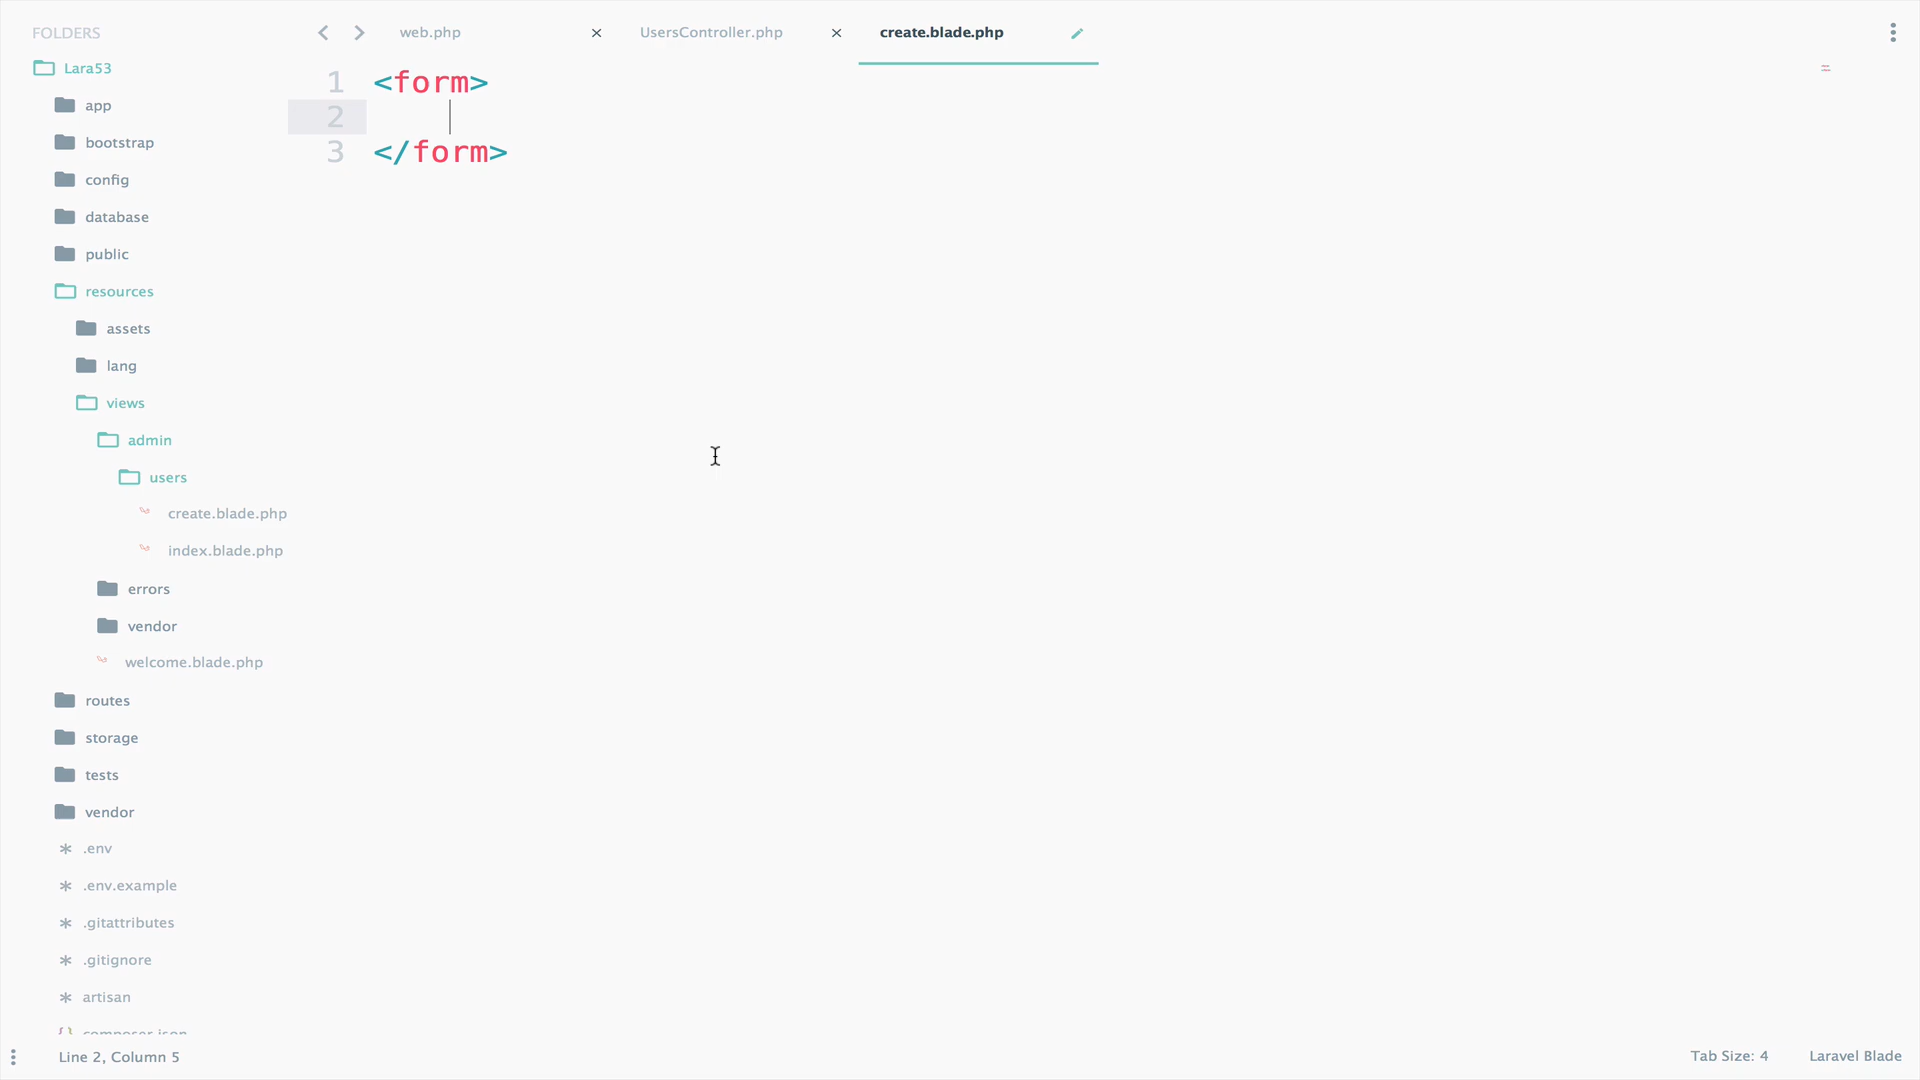 FOLDERS
Lara53
app
bootstrap
config
database
public
resources
assets
lang
views
admin
users
create.blade.php
index.blade.php
errors
vendor
welcome.blade.php
routes
storage
tests
vendor
.env
.env.example
.gitattributes
.gitignore
artisan
composer.json
web.php
UsersController.php
create.blade.php
1 <form>
2
3 </form>
Line 2, Column 5
Tab Size: 4
Laravel Blade